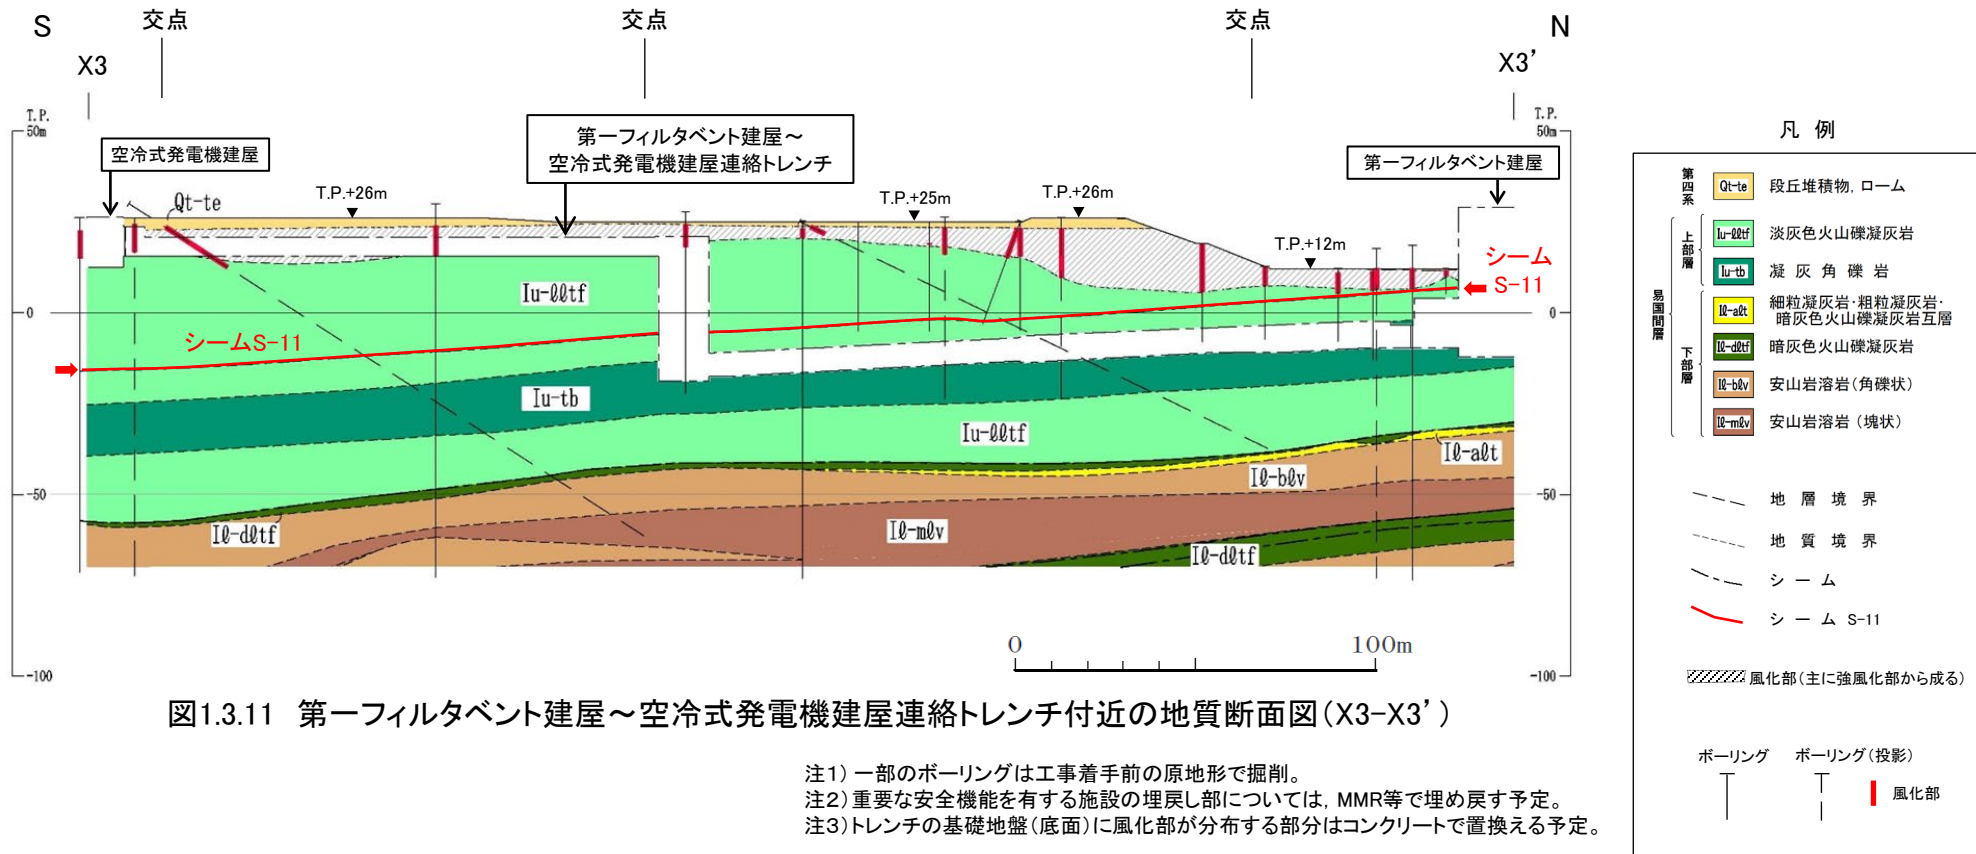 S
交点
交点
交点
N
X3
X3’
T.P.
50m
T.P.
50m
空冷式発電機建屋
第一フィルタベント建屋～
空冷式発電機建屋連絡トレンチ
第一フィルタベント建屋
Qt-te
T.P.+26m
T.P.+25m
T.P.+26m
T.P.+12m
シーム
S-11
0
0
Iu-ℓℓtf
シームS-11
Iu-tb
Iu-ℓℓtf
Iℓ-aℓt
Iℓ-bℓv
-50
-50
Iℓ-dℓtf
Iℓ-mℓv
Iℓ-dℓtf
0
100m
-100
-100
図1.3.11 第一フィルタベント建屋～空冷式発電機建屋連絡トレンチ付近の地質断面図(X3-X3’)
注1) 一部のボーリングは工事着手前の原地形で掘削。
注2) 重要な安全機能を有する施設の埋戻し部については, MMR等で埋め戻す予定。
注3) トレンチの基礎地盤(底面)に風化部が分布する部分はコンクリートで置換える予定。
凡 例
第四系
Qt-te 段丘堆積物, ローム
易国間層
上部層
Iu-ℓℓtf 淡灰色火山礫凝灰岩
Iu-tb 凝灰角礫岩
下部層
Iℓ-aℓt 細粒凝灰岩・粗粒凝灰岩・
暗灰色火山礫凝灰岩互層
Iℓ-dℓtf 暗灰色火山礫凝灰岩
Iℓ-bℓv 安山岩溶岩(角礫状)
Iℓ-mℓv 安山岩溶岩(塊状)
地層境界
地質境界
シーム
シーム S-11
風化部(主に強風化部から成る)
ボーリング
ボーリング(投影)
風化部